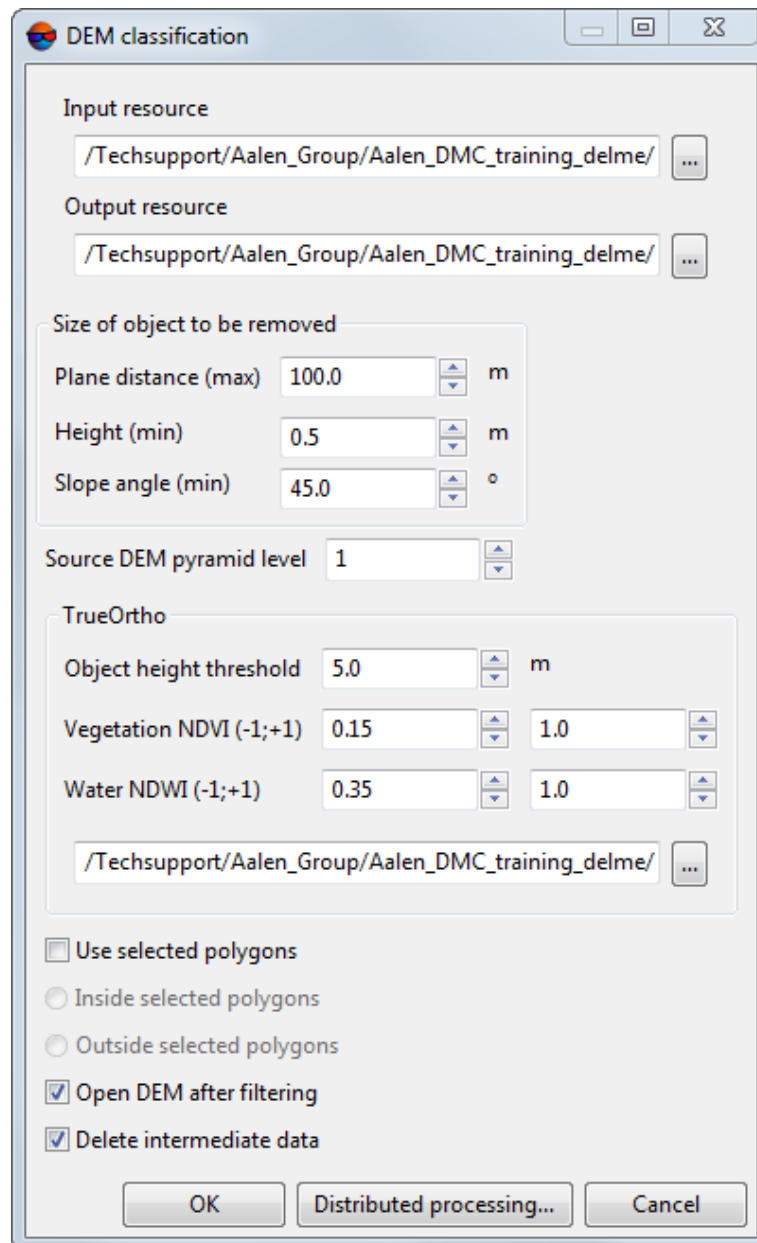 DEM classification
Input resource
/Techsupport/Aalen_Group/Aalen_DMC_training_delme/ ...
Output resource
/Techsupport/Aalen_Group/Aalen_DMC_training_delme/ ...
Size of object to be removed
Plane distance (max) 100.0 m
Height (min) 0.5 m
Slope angle (min) 45.0 °
Source DEM pyramid level 1
TrueOrtho
Object height threshold 5.0 m
Vegetation NDVI (-1;+1) 0.15 1.0
Water NDWI (-1;+1) 0.35 1.0
/Techsupport/Aalen_Group/Aalen_DMC_training_delme/ ...
Use selected polygons
Inside selected polygons
Outside selected polygons
Open DEM after filtering
Delete intermediate data
OK Distributed processing... Cancel